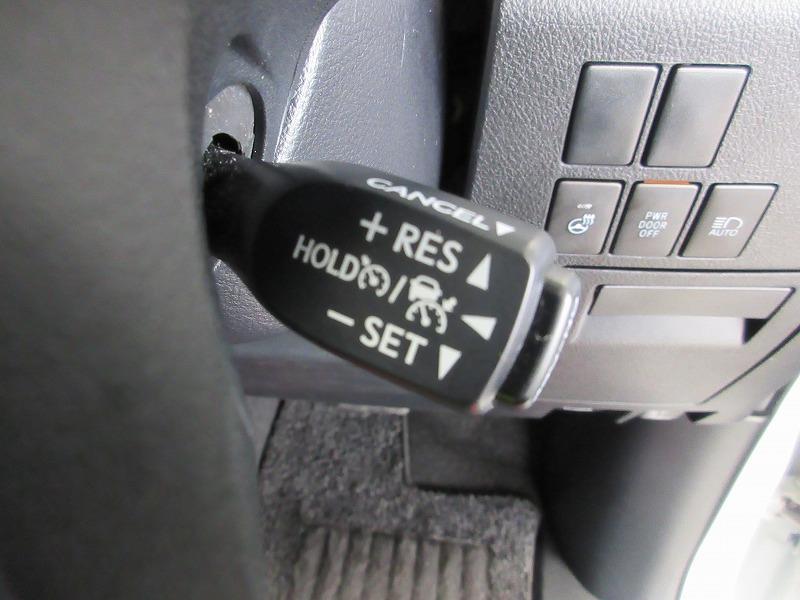 CANCEL▼
+ RES ▲
HOLD / ◀
− SET ▼
PWR
DOOR
OFF
AUTO